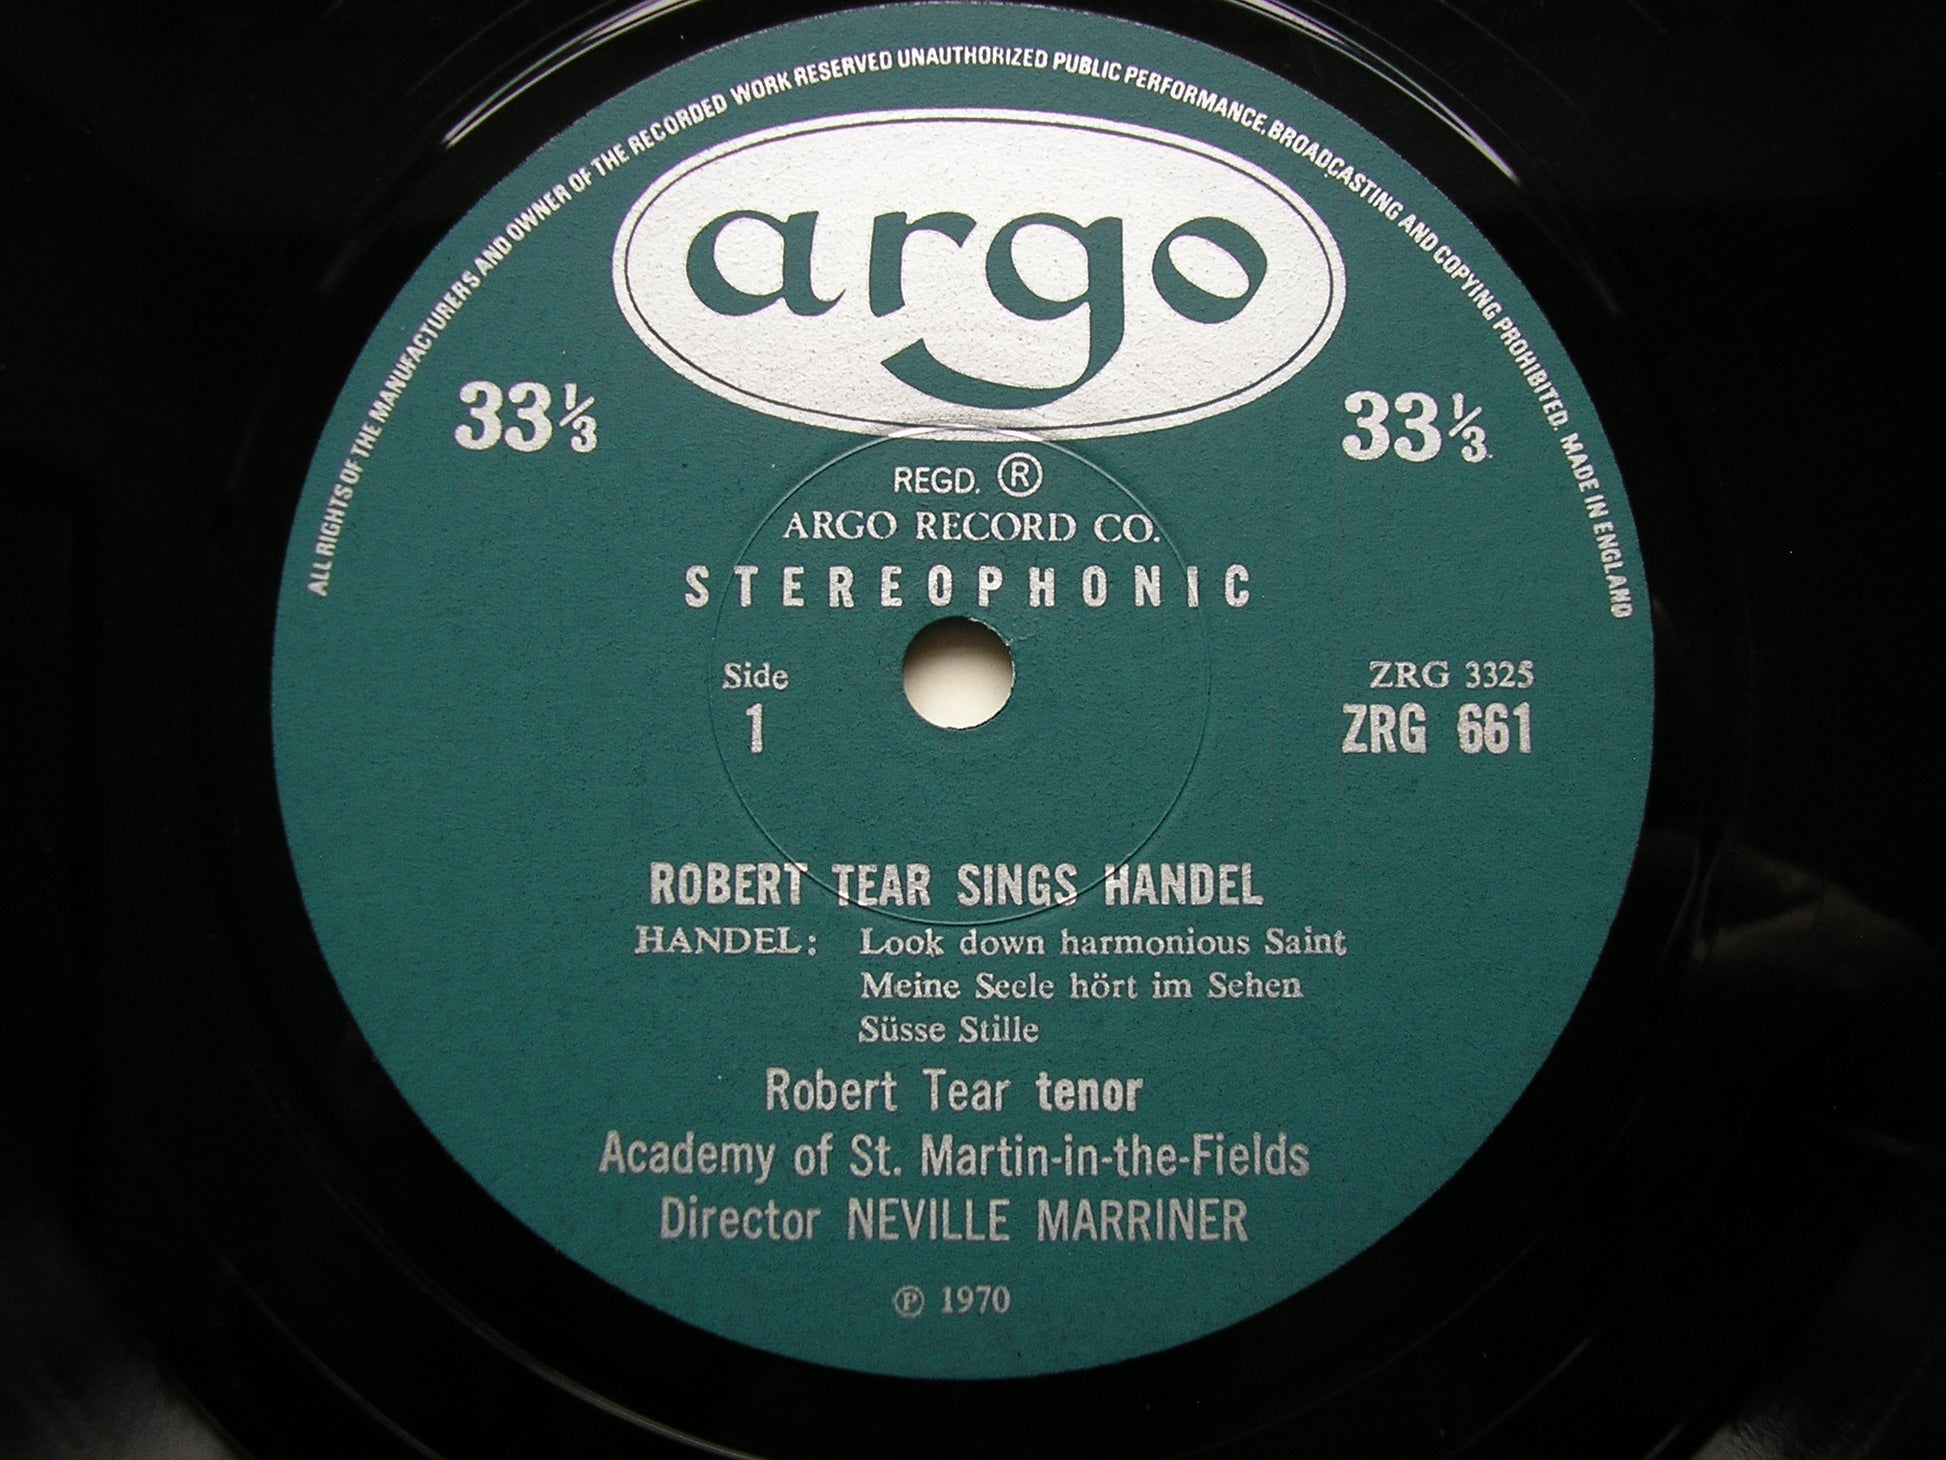 ALL RIGHTS OF THE MANUFACTURERS AND OWNER OF THE RECORDED WORK RESERVED UNAUTHORIZED PUBLIC PERFORMANCE, BROADCASTING AND COPYING PROHIBITED. MADE IN ENGLAND
argo
33⅓ 33⅓
REGD. ®
ARGO RECORD CO.
STEREOPHONIC
Side ZRG 3325
1 ZRG 661
ROBERT TEAR SINGS HANDEL
HANDEL: Look down harmonious Saint
Meine Seele hört im Sehen
Süsse Stille
Robert Tear tenor
Academy of St. Martin-in-the-Fields
Director NEVILLE MARRINER
℗ 1970